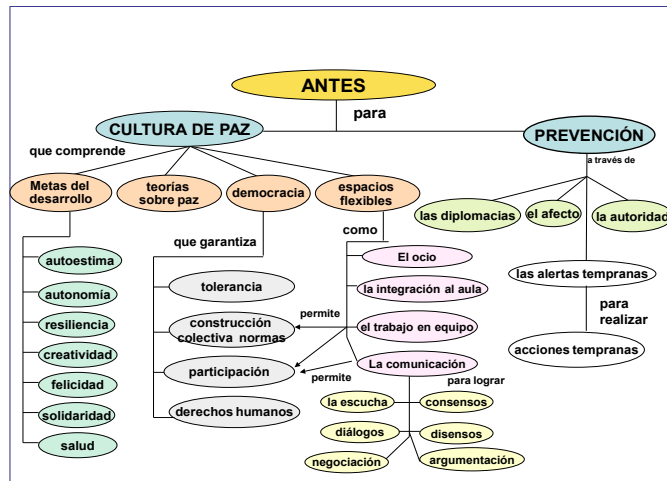 ANTES
para
CULTURA DE PAZ
PREVENCIÓN
que comprende
a través de
Metas del
desarrollo
teorías
sobre paz
democracia
espacios
flexibles
las diplomacias
el afecto
la autoridad
que garantiza
como
autoestima
autonomía
resiliencia
creatividad
felicidad
solidaridad
salud
tolerancia
construcción
colectiva normas
participación
derechos humanos
permite
permite
El ocio
la integración al aula
el trabajo en equipo
La comunicación
para lograr
la escucha
consensos
diálogos
disensos
negociación
argumentación
las alertas tempranas
para
realizar
acciones tempranas